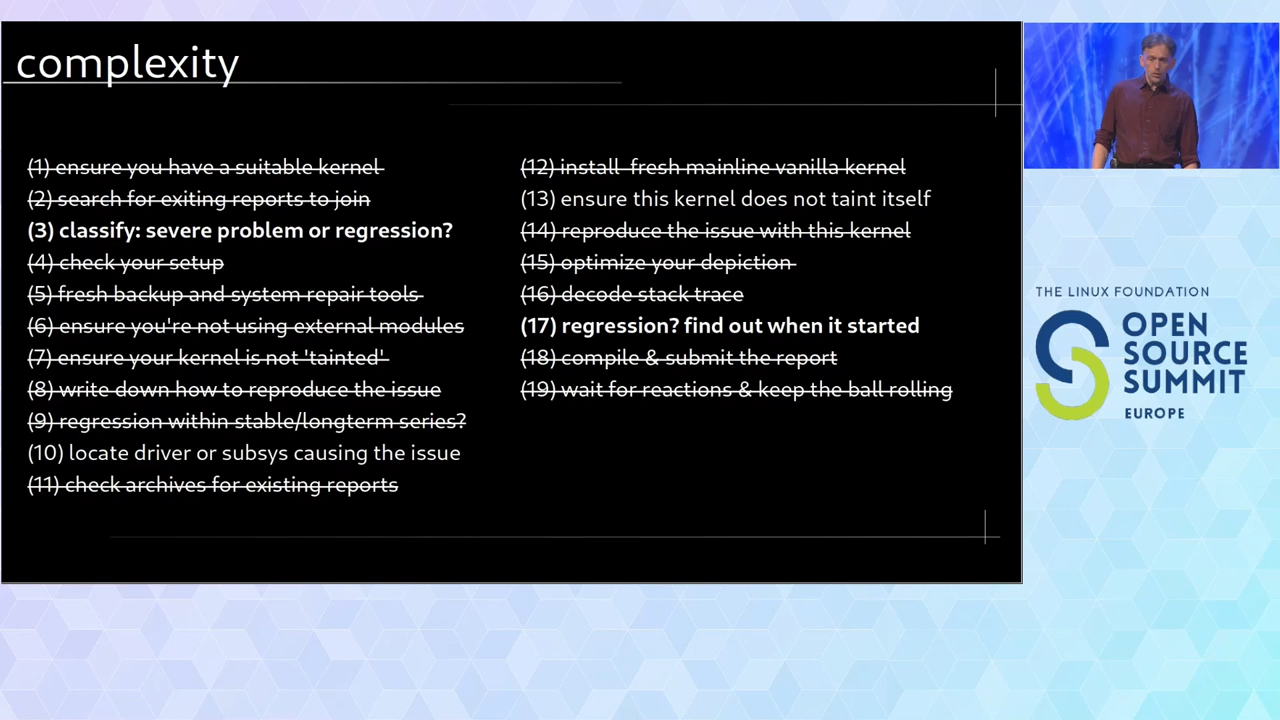 complexity
(1) ensure you have a suitable kernel
(2) search for exiting reports to join
(3) classify: severe problem or regression?
(4) check your setup
(5) fresh backup and system repair tools
(6) ensure you're not using external modules
(7) ensure your kernel is not 'tainted'
(8) write down how to reproduce the issue
(9) regression within stable/longterm series?
(10) locate driver or subsys causing the issue
(11) check archives for existing reports
(12) install fresh mainline vanilla kernel
(13) ensure this kernel does not taint itself
(14) reproduce the issue with this kernel
(15) optimize your depiction
(16) decode stack trace
(17) regression? find out when it started
(18) compile & submit the report
(19) wait for reactions & keep the ball rolling
THE LINUX FOUNDATION
OPEN
SOURCE
SUMMIT
EUROPE